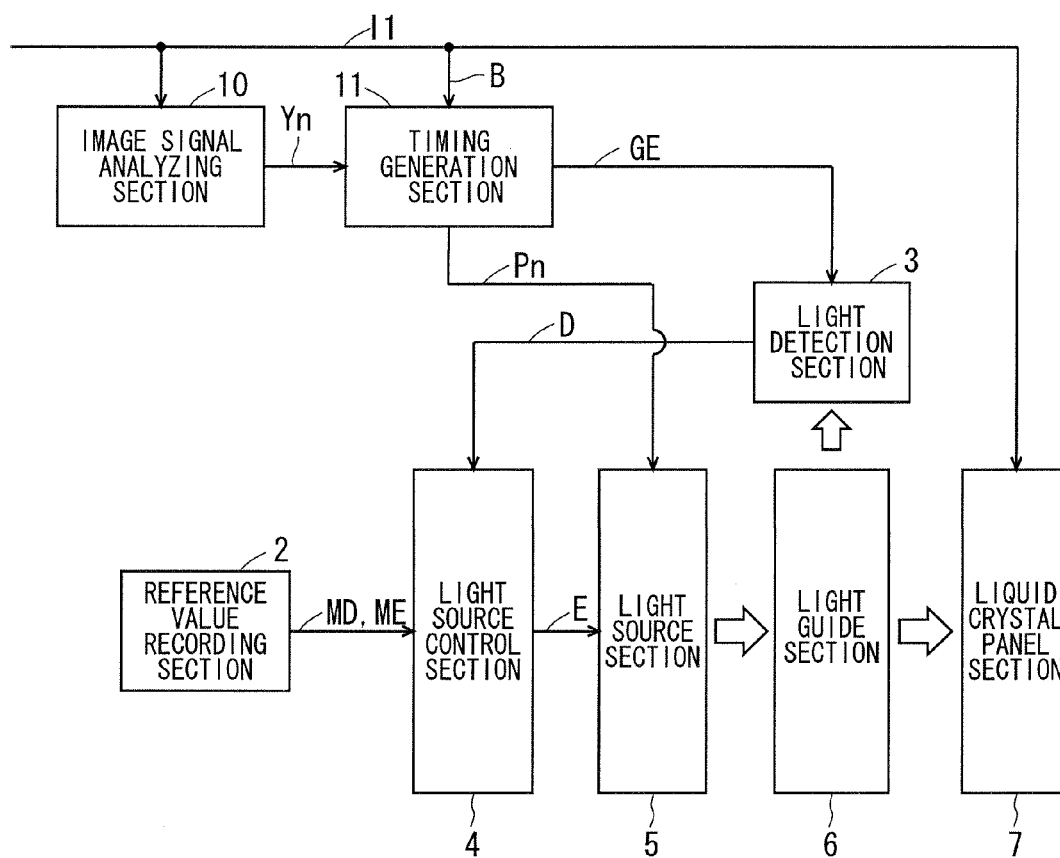 I1
B
10
11
Yn
IMAGE SIGNAL
ANALYZING
SECTION
TIMING
GENERATION
SECTION
GE
Pn
3
D
LIGHT
DETECTION
SECTION
2
REFERENCE
VALUE
RECORDING
SECTION
MD, ME
LIGHT
SOURCE
CONTROL
SECTION
E
LIGHT
SOURCE
SECTION
LIGHT
GUIDE
SECTION
LIQUID
CRYSTAL
PANEL
SECTION
4
5
6
7